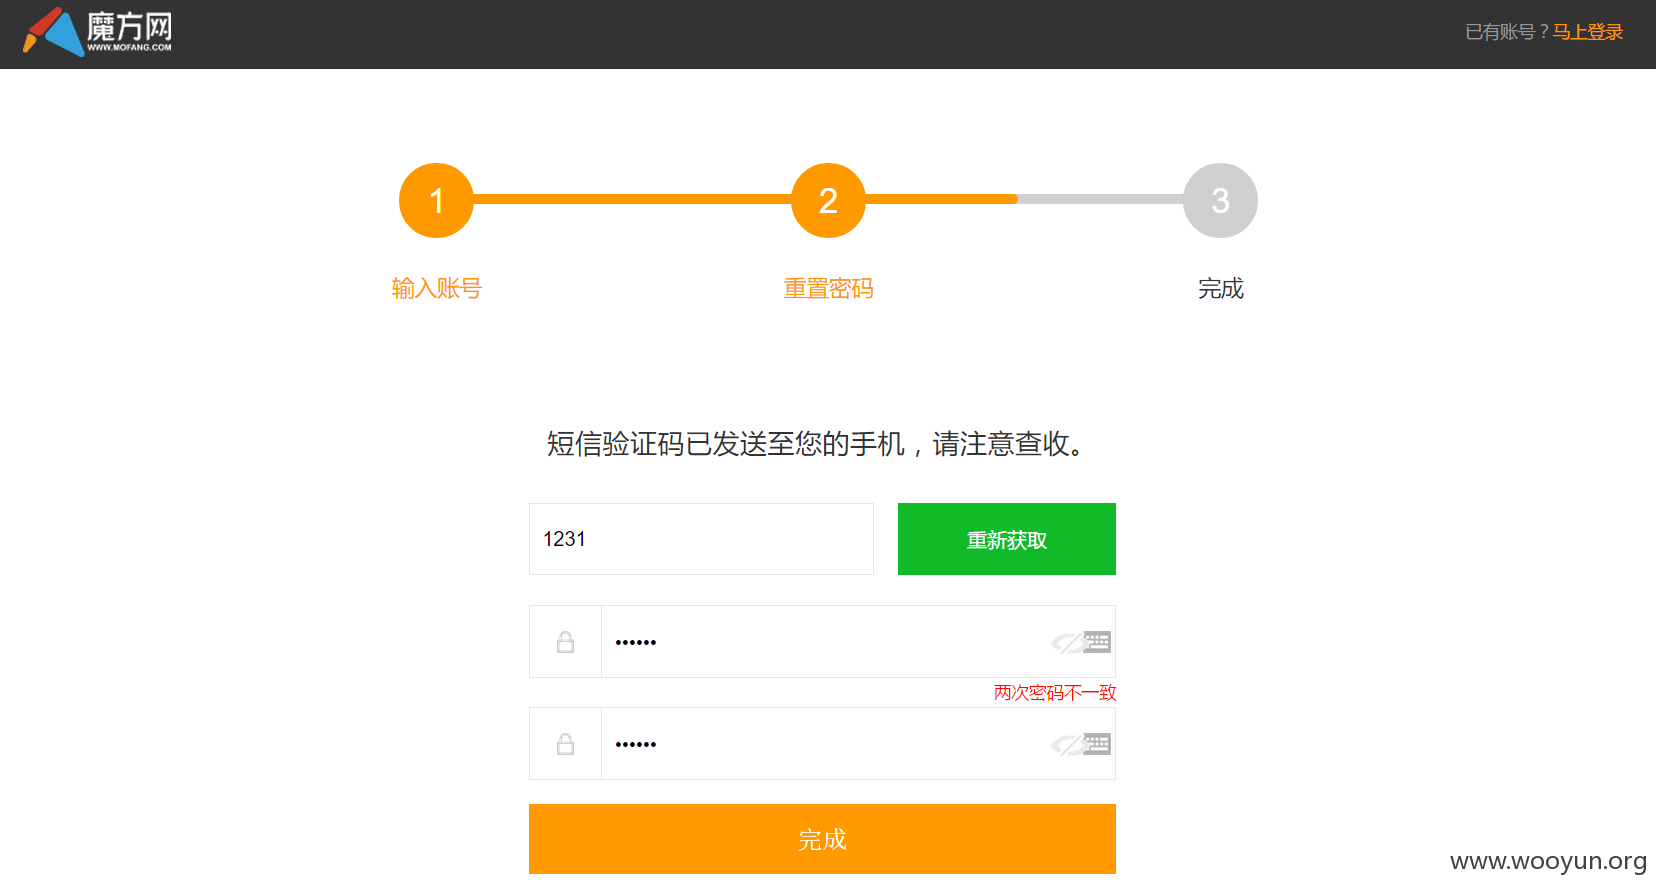 魔方网
WWW.MOFANG.COM
已有账号？马上登录
1
2
3
输入账号
重置密码
完成
短信验证码已发送至您的手机，请注意查收。
1231
重新获取
••••••
两次密码不一致
••••••
完成
www.wooyun.org